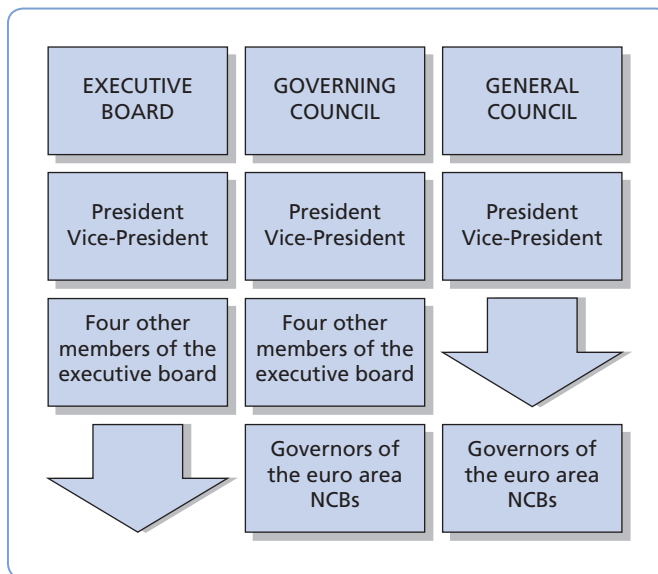 EXECUTIVE
BOARD
GOVERNING
COUNCIL
GENERAL
COUNCIL
President
Vice-President
President
Vice-President
President
Vice-President
Four other
members of the
executive board
Four other
members of the
executive board
Governors of
the euro area
NCBs
Governors of
the euro area
NCBs